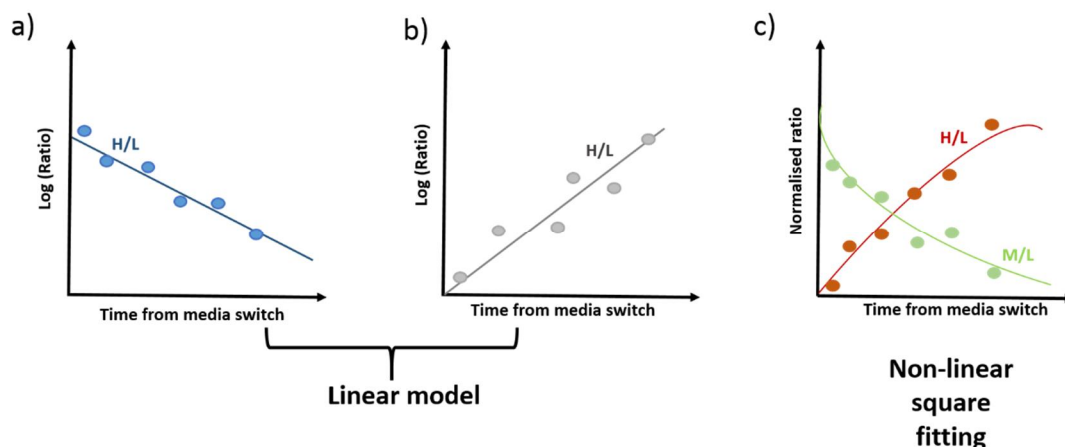 a)
Log (Ratio)
H/L
Time from media switch
b)
Log (Ratio)
H/L
Time from media switch
Linear model
c)
Normalised ratio
H/L
M/L
Time from media switch
Non-linear
square
fitting